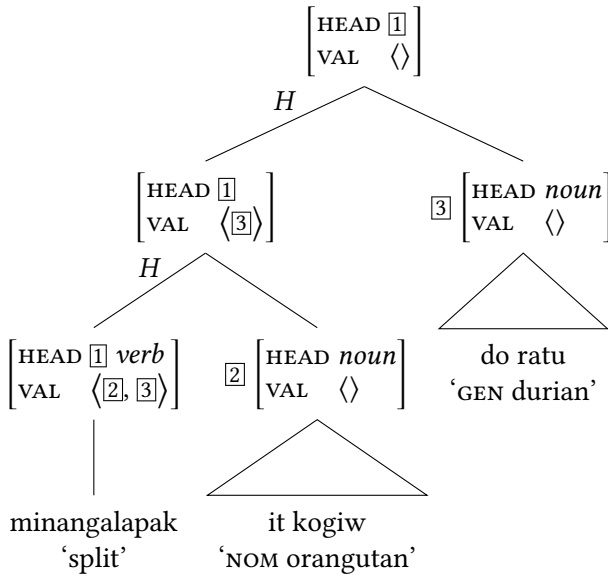 HEAD 1
VAL ⟨⟩
H
HEAD 1
VAL ⟨3⟩
3 HEAD noun
VAL ⟨⟩
H
HEAD 1 verb
VAL ⟨2, 3⟩
2 HEAD noun
VAL ⟨⟩
do ratu
‘GEN durian’
minangalapak
‘split’
it kogiw
‘NOM orangutan’